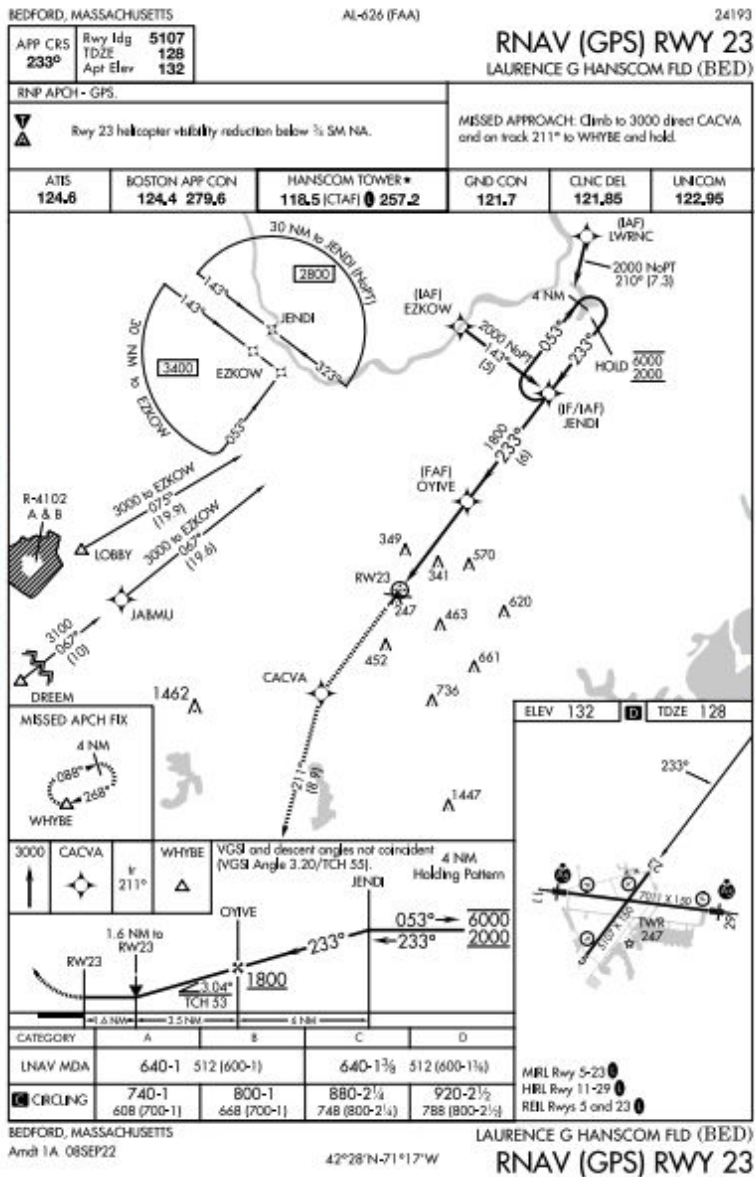 BEDFORD, MASSACHUSETTS
AL-626 (FAA)
24193
APP CRS
233°
Rwy Idg 5107
TDZE 128
Apt Elev 132
RNAV (GPS) RWY 23
LAURENCE G HANSCOM FLD (BED)
RNP APCH - GPS.
T
A
Rwy 23 helicopter visibility reduction below ¾ SM NA.
MISSED APPROACH: Climb to 3000 direct CACVA
and on track 211° to WHYBE and hold.
ATIS
124.6
BOSTON APP CON
124.4 279.6
HANSCOM TOWER★
118.5 (CTAF) L 257.2
GND CON
121.7
CLNC DEL
121.85
UNICOM
122.95
30 NM to JENDI (NoPT)
2800
143°
JENDI
323°
30 NM to EZKOW
3400
143°
EZKOW
053°
(IAF)
LWRNC
2000 NoPT
210° (7.3)
(IAF)
EZKOW
2000 NoPT
143°
(5)
4 NM
053°
233°
HOLD 6000
2000
(IF/IAF)
JENDI
1800
233°
(6)
(FAF)
OYIVE
R-4102
A & B
3000 to EZKOW
075°
(19.9)
LOBBY
3000 to EZKOW
067°
(19.6)
JABMU
3100
067°
(10)
DREEM
349
341
570
RW23
247
463
620
452
661
CACVA
736
1462
1447
211°
(8.9)
MISSED APCH FIX
4 NM
088°
268°
WHYBE
ELEV 132
D
TDZE 128
233°
23
11
7011 X 150
29
5107 X 150
5
TWR
247
MIRL Rwy 5-23 L
HIRL Rwy 11-29 L
REIL Rwys 5 and 23 L
3000
CACVA
tr
211°
WHYBE
VGSI and descent angles not coincident
(VGSI Angle 3.20/TCH 55).
4 NM
Holding Pattern
JENDI
OYIVE
053°
6000
233°
2000
233°
1.6 NM to
RW23
RW23
1800
3.04°
TCH 53
1.6 NM
3.5 NM
6 NM
CATEGORY
A
B
C
D
LNAV MDA
640-1 512 (600-1)
640-1⅜ 512 (600-1⅜)
C CIRCLING
740-1
608 (700-1)
800-1
668 (700-1)
880-2¼
748 (800-2¼)
920-2½
788 (800-2½)
BEDFORD, MASSACHUSETTS
Amdt 1A 08SEP22
42°28'N-71°17'W
LAURENCE G HANSCOM FLD (BED)
RNAV (GPS) RWY 23